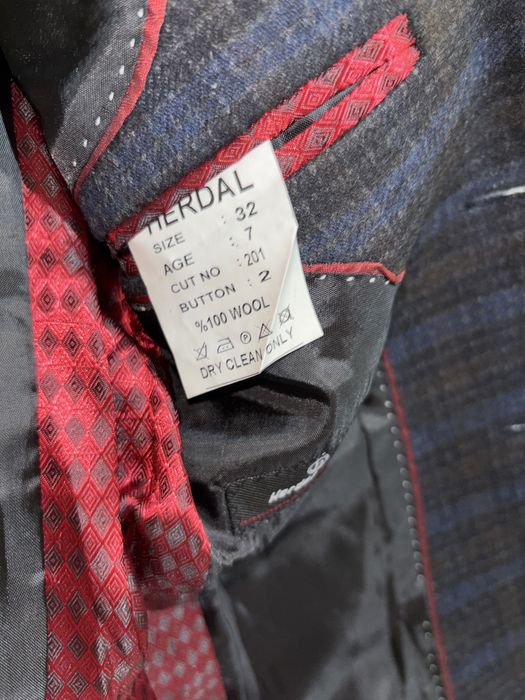 HERDAL
SIZE : 32
AGE : 7
CUT NO : 201
BUTTON : 2
%100 WOOL
DRY CLEAN ONLY